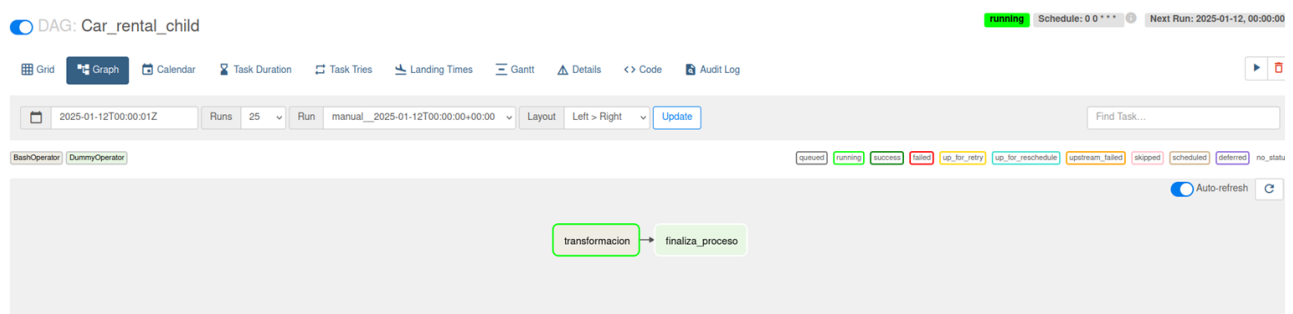 DAG: Car_rental_child
running Schedule: 0 0 * * * Next Run: 2025-01-12, 00:00:00
Grid Graph Calendar Task Duration Task Tries Landing Times Gantt Details <> Code Audit Log
2025-01-12T00:00:01Z Runs 25 Run manual__2025-01-12T00:00:00+00:00 Layout Left > Right Update Find Task...
BashOperator DummyOperator queued running success failed up_for_retry up_for_reschedule upstream_failed skipped scheduled deferred no_statu
Auto-refresh
transformacion finaliza_proceso